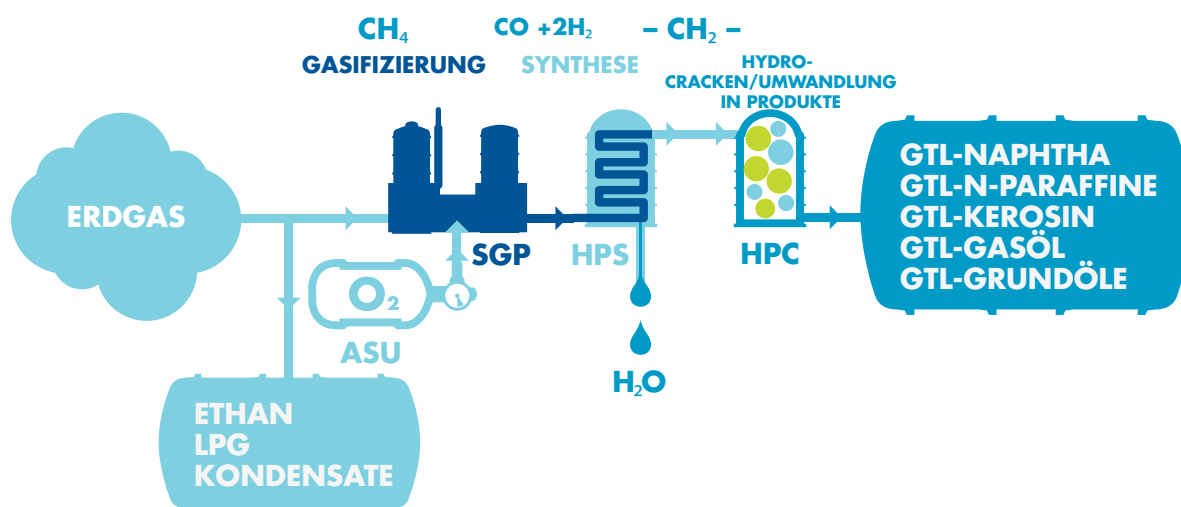 CH₄
CO +2H₂
– CH₂ –
GASIFIZIERUNG
SYNTHESE
HYDRO-
CRACKEN/UMWANDLUNG
IN PRODUKTE
ERDGAS
GTL-NAPHTHA
GTL-N-PARAFFINE
GTL-KEROSIN
GTL-GASÖL
GTL-GRUNDÖLE
SGP
HPS
HPC
O₂
ASU
H₂O
ETHAN
LPG
KONDENSATE